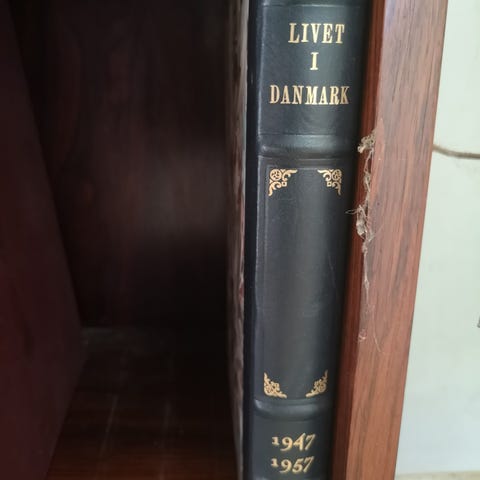 LIVET
I
DANMARK
1947
1957